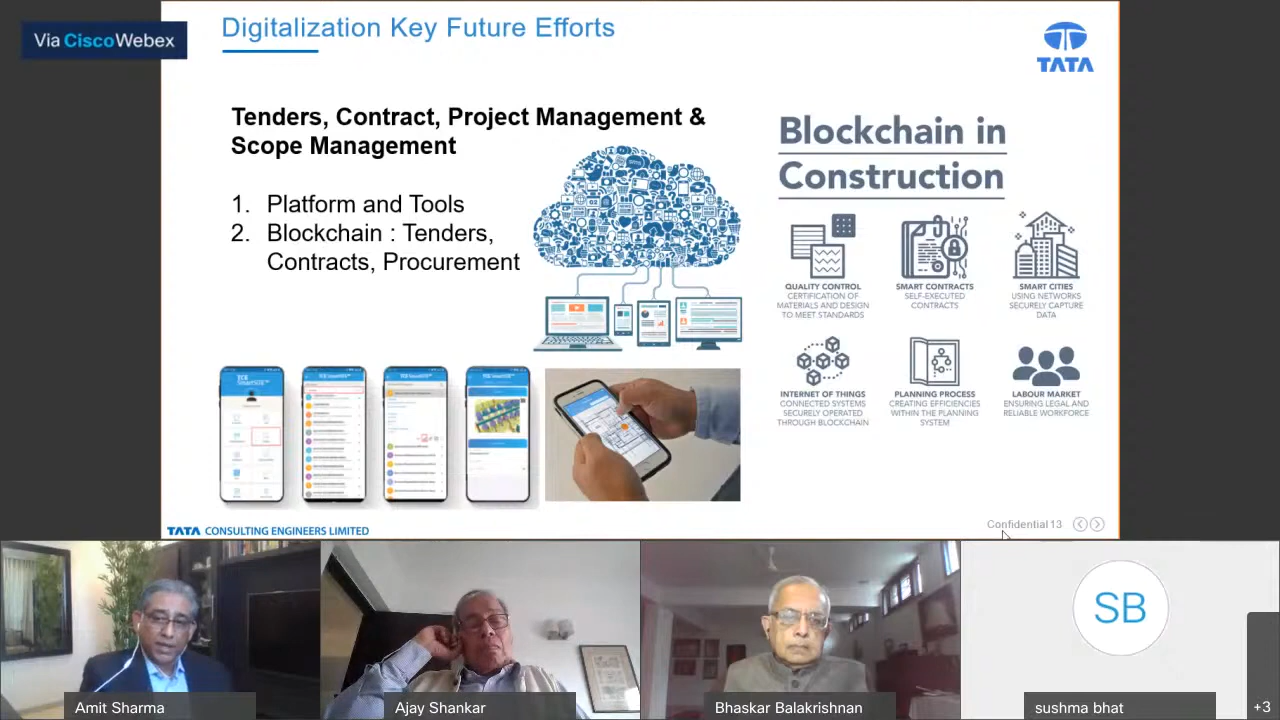 Via Cisco Webex
Digitalization Key Future Efforts
TATA
Tenders, Contract, Project Management &
Scope Management
1. Platform and Tools
2. Blockchain : Tenders,
Contracts, Procurement
Blockchain in
Construction
QUALITY CONTROL
CERTIFICATION OF
MATERIALS AND DESIGN
TO MEET STANDARDS
SMART CONTRACTS
SELF-EXECUTED
CONTRACTS
SMART CITIES
USING NETWORKS
SECURELY CAPTURE
DATA
INTERNET OF THINGS
CONNECTED SYSTEMS
SECURELY OPERATED
THROUGH BLOCKCHAIN
PLANNING PROCESS
CREATING EFFICIENCIES
WITHIN THE PLANNING
SYSTEM
LABOUR MARKET
ENSURING LEGAL AND
RELIABLE WORKFORCE
TATA CONSULTING ENGINEERS LIMITED
Confidential 13
SB
Amit Sharma
Ajay Shankar
Bhaskar Balakrishnan
sushma bhat
+3